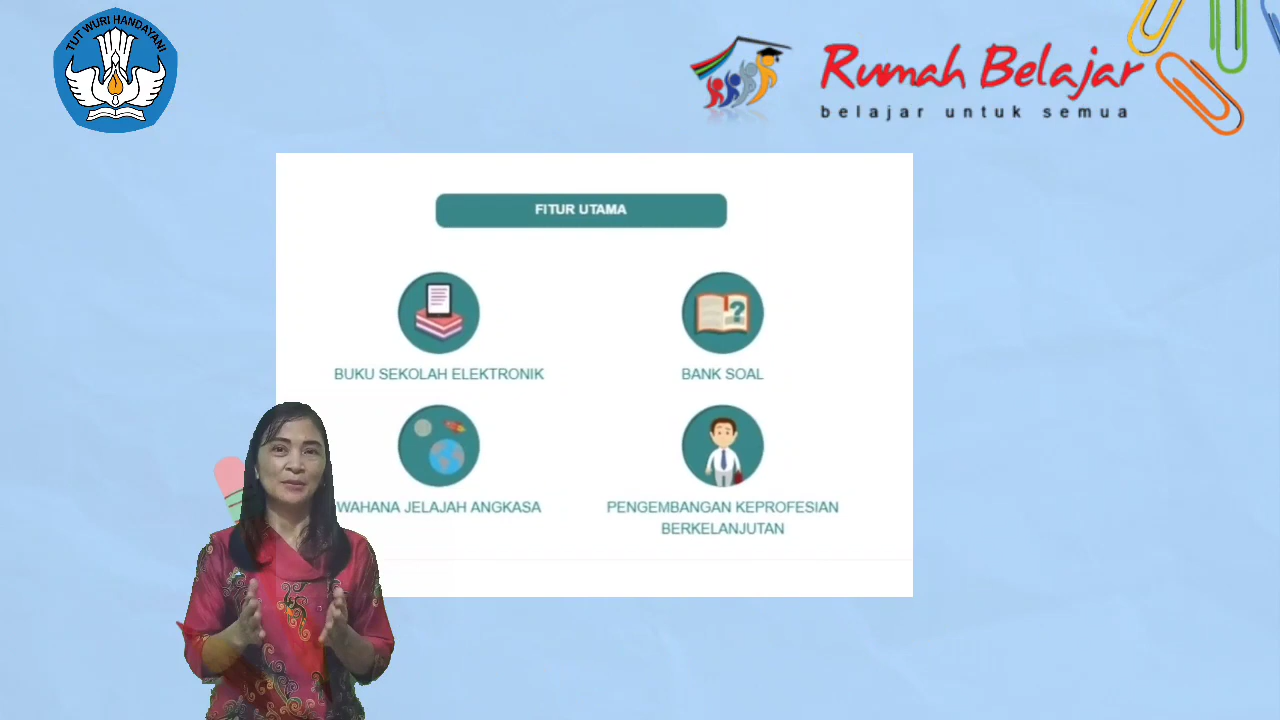 TUT WURI HANDAYANI
Rumah Belajar
belajar untuk semua
FITUR UTAMA
BUKU SEKOLAH ELEKTRONIK
BANK SOAL
WAHANA JELAJAH ANGKASA
PENGEMBANGAN KEPROFESIAN
BERKELANJUTAN